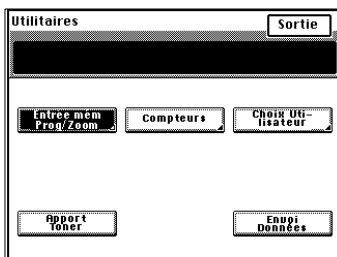 Utilitaires
Sortie
Entrée mém
Prog/Zoom
Compteurs
Choix Uti-
lisateur
Apport
Toner
Envoi
Données